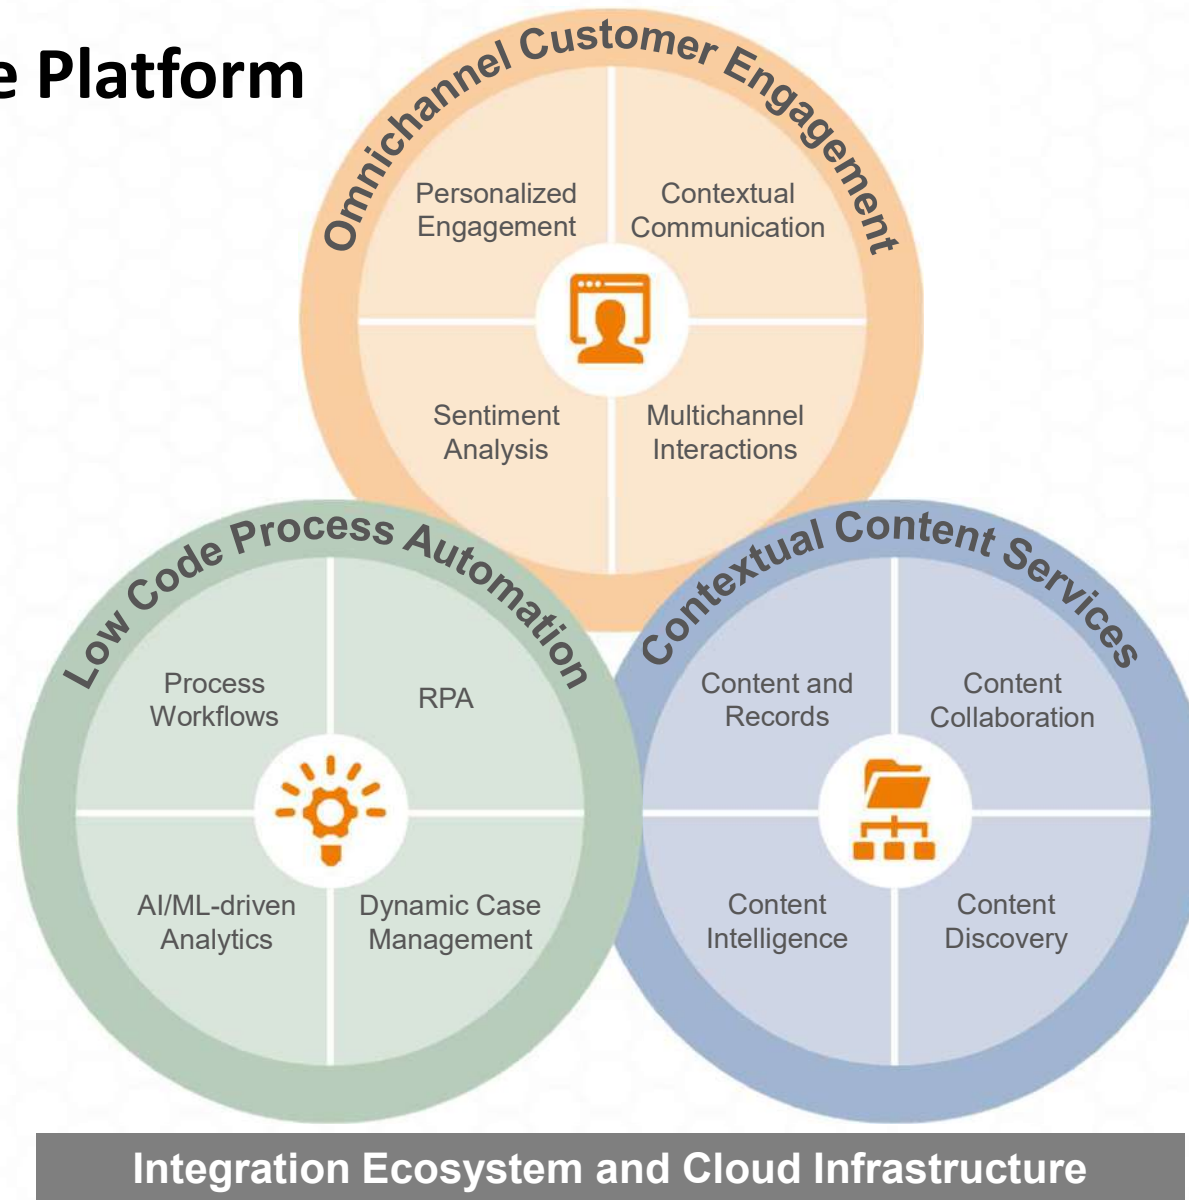 e Platform
Omnichannel Customer Engagement
Personalized
Engagement
Contextual
Communication
Sentiment
Analysis
Multichannel
Interactions
Low Code Process Automation
Process
Workflows
RPA
AI/ML-driven
Analytics
Dynamic Case
Management
Contextual Content Services
Content and
Records
Content
Collaboration
Content
Intelligence
Content
Discovery
Integration Ecosystem and Cloud Infrastructure